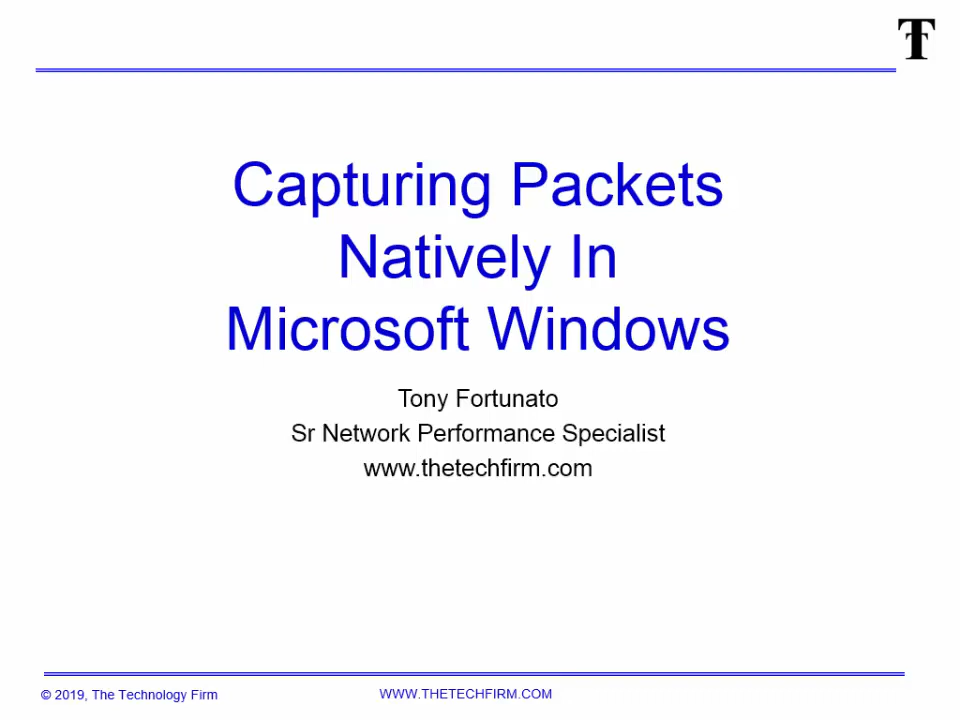 Capturing Packets
Natively In
Microsoft Windows
Tony Fortunato
Sr Network Performance Specialist
www.thetechfirm.com
© 2019, The Technology Firm
WWW.THETECHFIRM.COM